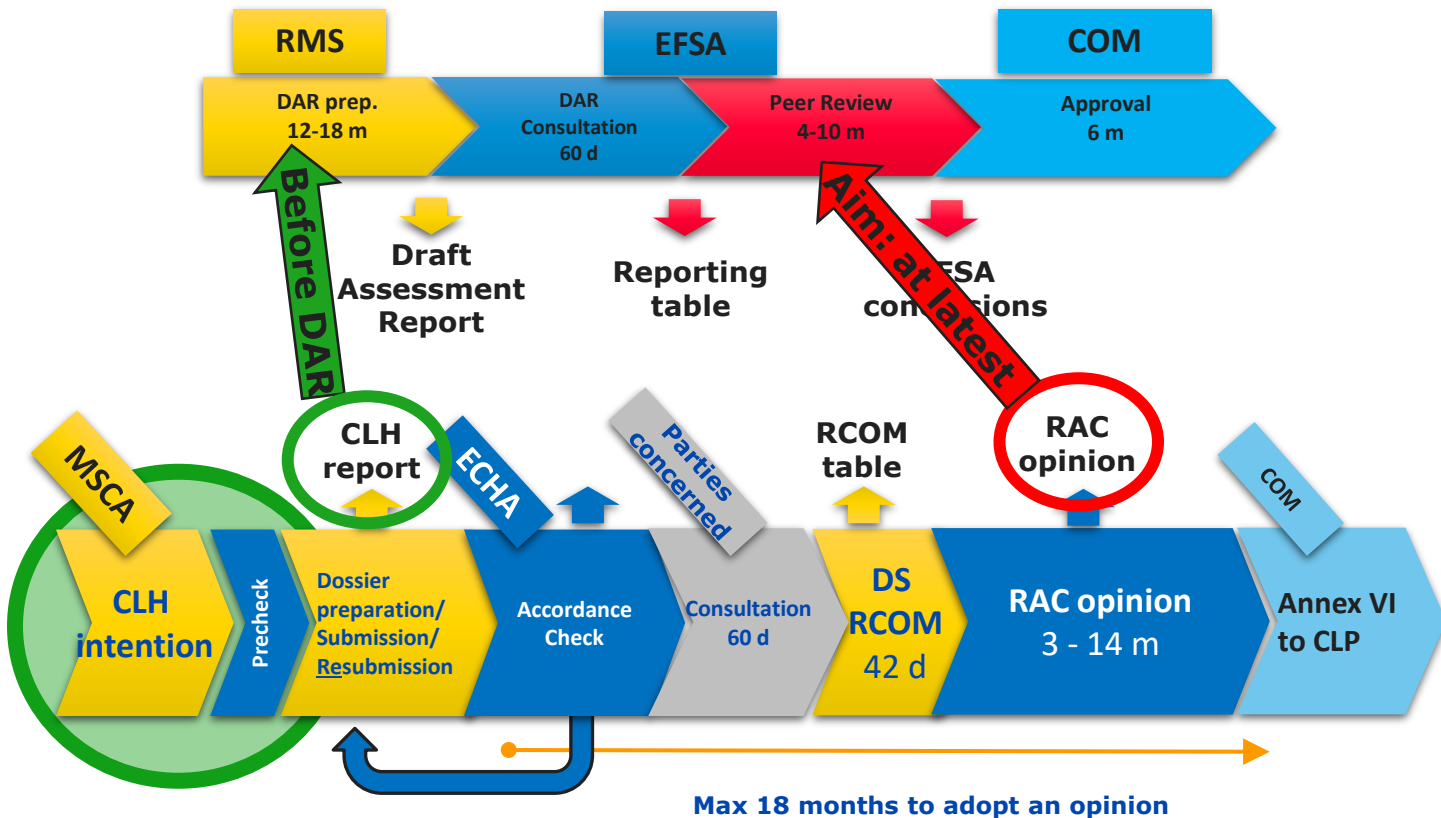 RMS
EFSA
COM
DAR prep.
12-18 m
DAR
Consultation
60 d
Peer Review
4-10 m
Approval
6 m
Before DAR
Aim: at latest
Draft
Assessment
Report
Reporting
table
ESA
CLH
report
RCOM
table
RAC
opinion
MSCA
ECHA
Parties
concerned
COM
CLH
intention
Precheck
Dossier
preparation/
Submission/
Resubmission
Accordance
Check
Consultation
60 d
DS
RCOM
42 d
RAC opinion
3 - 14 m
Annex VI
to CLP
Max 18 months to adopt an opinion